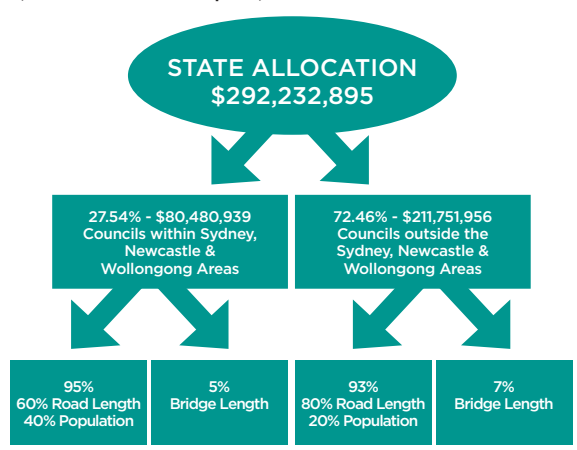 STATE ALLOCATION
$292,232,895
27.54% - $80,480,939
Councils within Sydney,
Newcastle &
Wollongong Areas
72.46% - $211,751,956
Councils outside the
Sydney, Newcastle &
Wollongong Areas
95%
60% Road Length
40% Population
5%
Bridge Length
93%
80% Road Length
20% Population
7%
Bridge Length